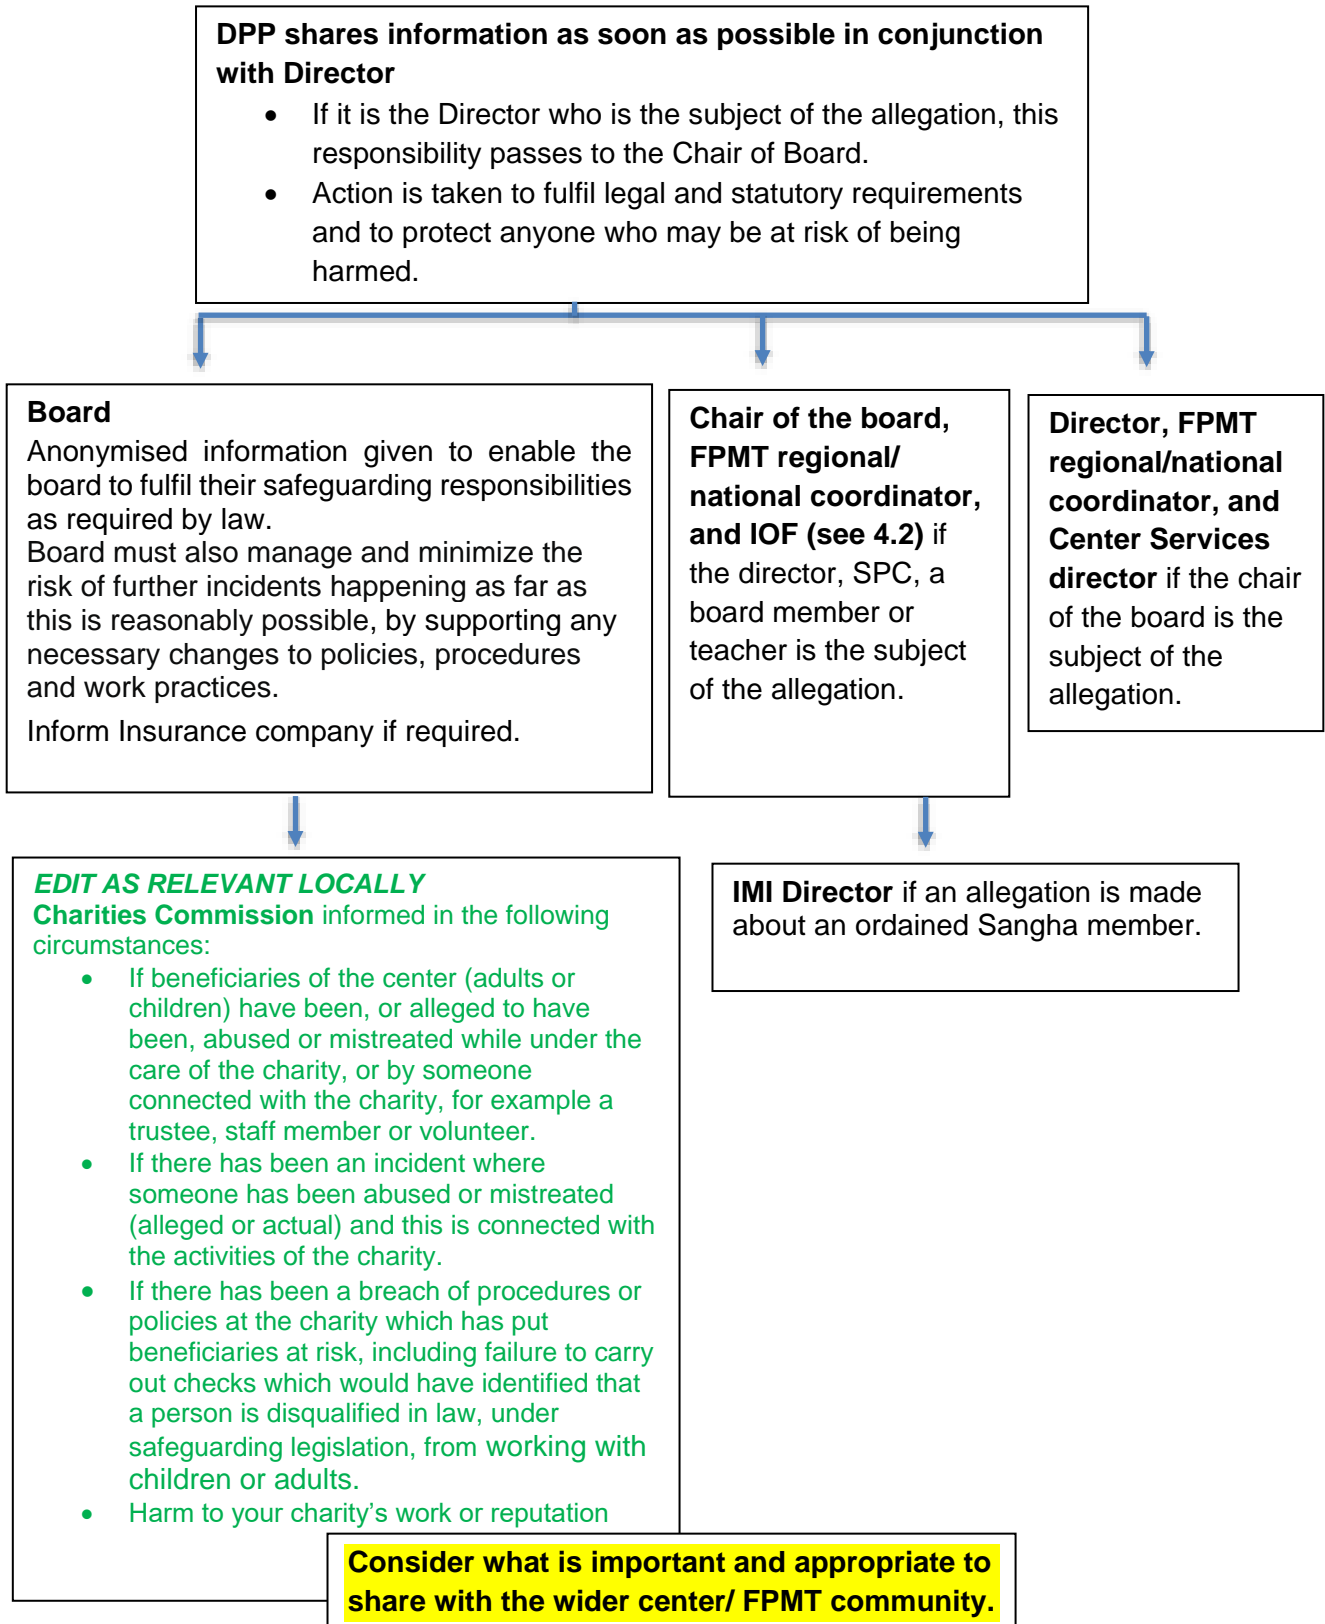 DPP shares information as soon as possible in conjunction
with Director
• If it is the Director who is the subject of the allegation, this
responsibility passes to the Chair of Board.
• Action is taken to fulfil legal and statutory requirements
and to protect anyone who may be at risk of being
harmed.
Board
Anonymised information given to enable the
board to fulfil their safeguarding responsibilities
as required by law.
Board must also manage and minimize the
risk of further incidents happening as far as
this is reasonably possible, by supporting any
necessary changes to policies, procedures
and work practices.
Inform Insurance company if required.
Chair of the board,
FPMT regional/
national coordinator,
and IOF (see 4.2) if
the director, SPC, a
board member or
teacher is the subject
of the allegation.
Director, FPMT
regional/national
coordinator, and
Center Services
director if the chair
of the board is the
subject of the
allegation.
EDIT AS RELEVANT LOCALLY
Charities Commission informed in the following
circumstances:
• If beneficiaries of the center (adults or
children) have been, or alleged to have
been, abused or mistreated while under the
care of the charity, or by someone
connected with the charity, for example a
trustee, staff member or volunteer.
• If there has been an incident where
someone has been abused or mistreated
(alleged or actual) and this is connected with
the activities of the charity.
• If there has been a breach of procedures or
policies at the charity which has put
beneficiaries at risk, including failure to carry
out checks which would have identified that
a person is disqualified in law, under
safeguarding legislation, from working with
children or adults.
• Harm to your charity’s work or reputation
IMI Director if an allegation is made
about an ordained Sangha member.
Consider what is important and appropriate to
share with the wider center/ FPMT community.